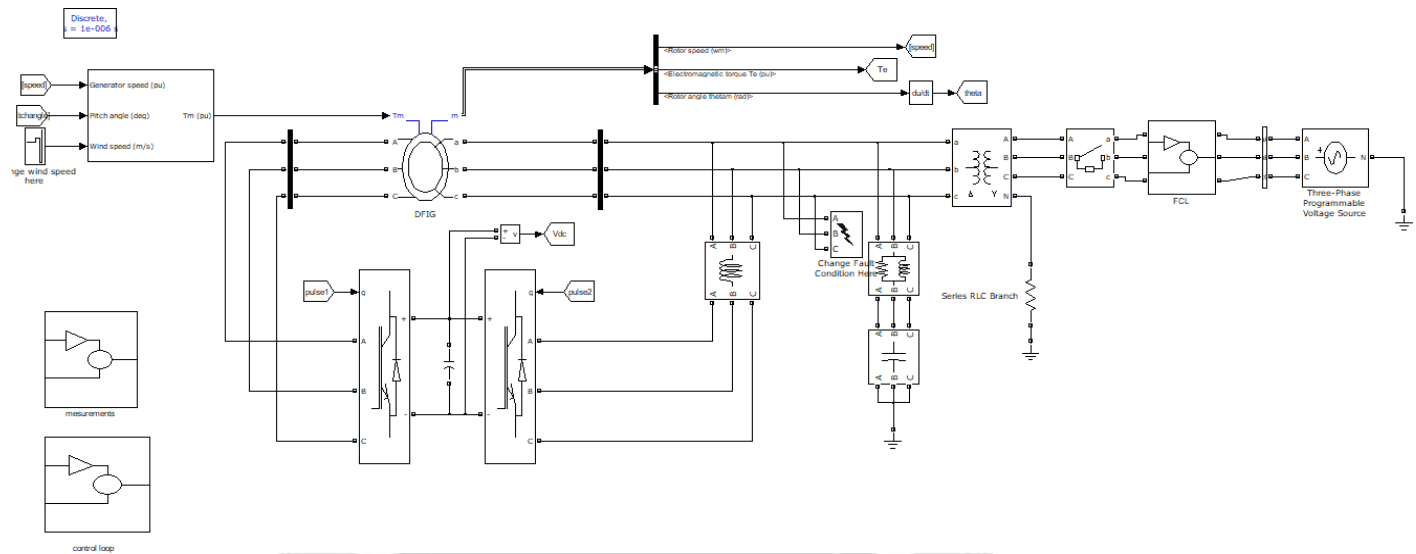 Discrete,
s = 1e-006 s
[speed]
Generator speed (pu)
Pitch angle (deg)
Wind speed (m/s)
Tm (pu)
tchangle]
nge wind speed
here
<Rotor speed (wm)>
<Electromagnetic torque Te (pu)>
<Rotor angle thetam (rad)>
[speed]
Te
du/dt
theta
Tm
m
A
B
C
a
b
c
DFIG
+
-
v
Vdc
pulse1
g
+
A
B
-
C
pulse2
g
+
A
B
-
C
A B C
A B C
A
B
C
Change Fault
Condition Here
A B C
A B C
A B C
A B C
a
b
c
A
B
C
N
Δ Y
Series RLC Branch
A
B
C
a
b
c
FCL
A
B
C
N
+
Three-Phase
Programmable
Voltage Source
mesurements
control loop